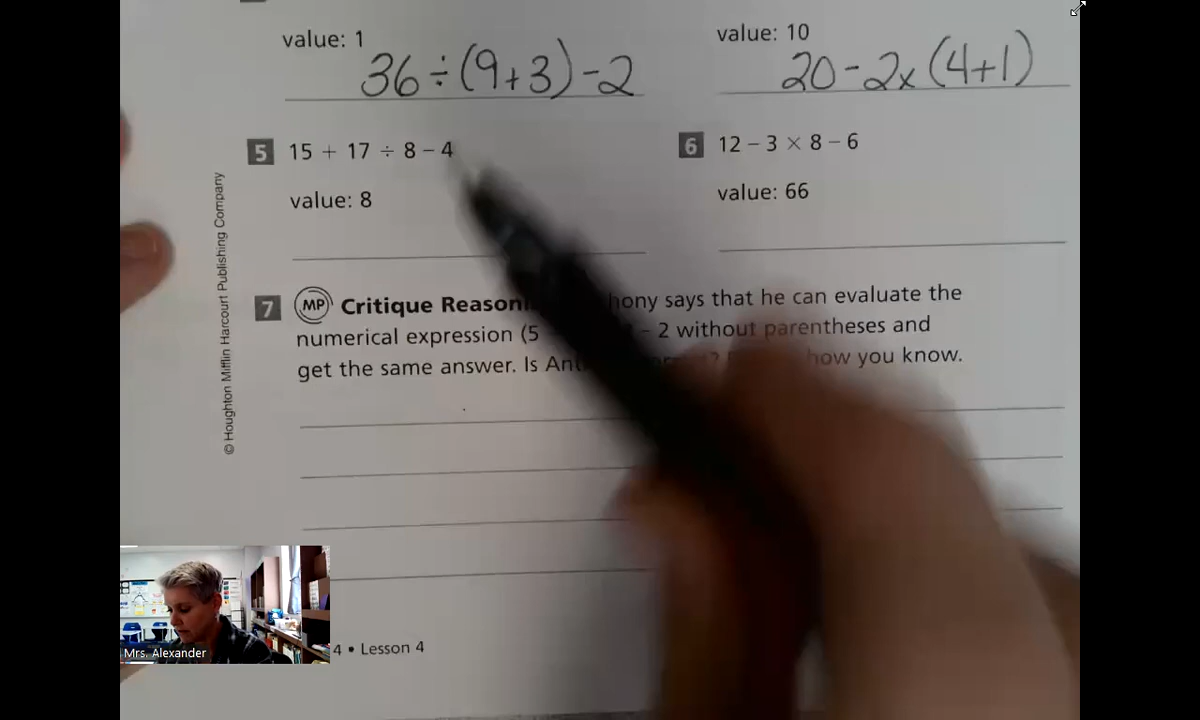 value: 1
36 ÷ (9+3) - 2
value: 10
20 - 2x (4+1)
5 15 + 17 ÷ 8 – 4
value: 8
6 12 – 3 × 8 – 6
value: 66
© Houghton Mifflin Harcourt Publishing Company
7 MP Critique says that he can evaluate the
numerical expression (5 – 2 without parentheses and
get the same answer. Is how you know.
4 • Lesson 4
Mrs. Alexander